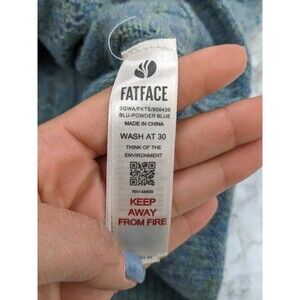 FATFACE
SGWA/FKTS/958439
BLU-POWDER BLUE
MADE IN CHINA
WASH AT 30
THINK OF THE
ENVIRONMENT
KEEP
AWAY
FROM FIRE